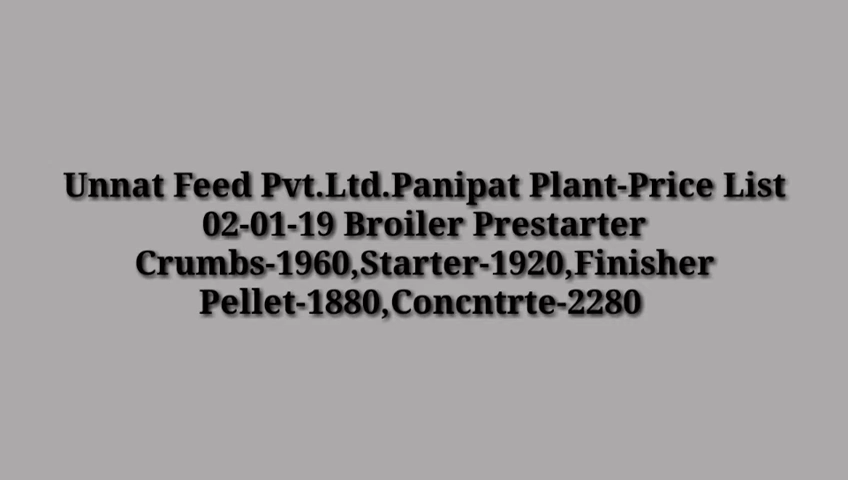 Unnat Feed Pvt.Ltd.Panipat Plant-Price List
02-01-19 Broiler Prestarter
Crumbs-1960,Starter-1920,Finisher
Pellet-1880,Concntrte-2280